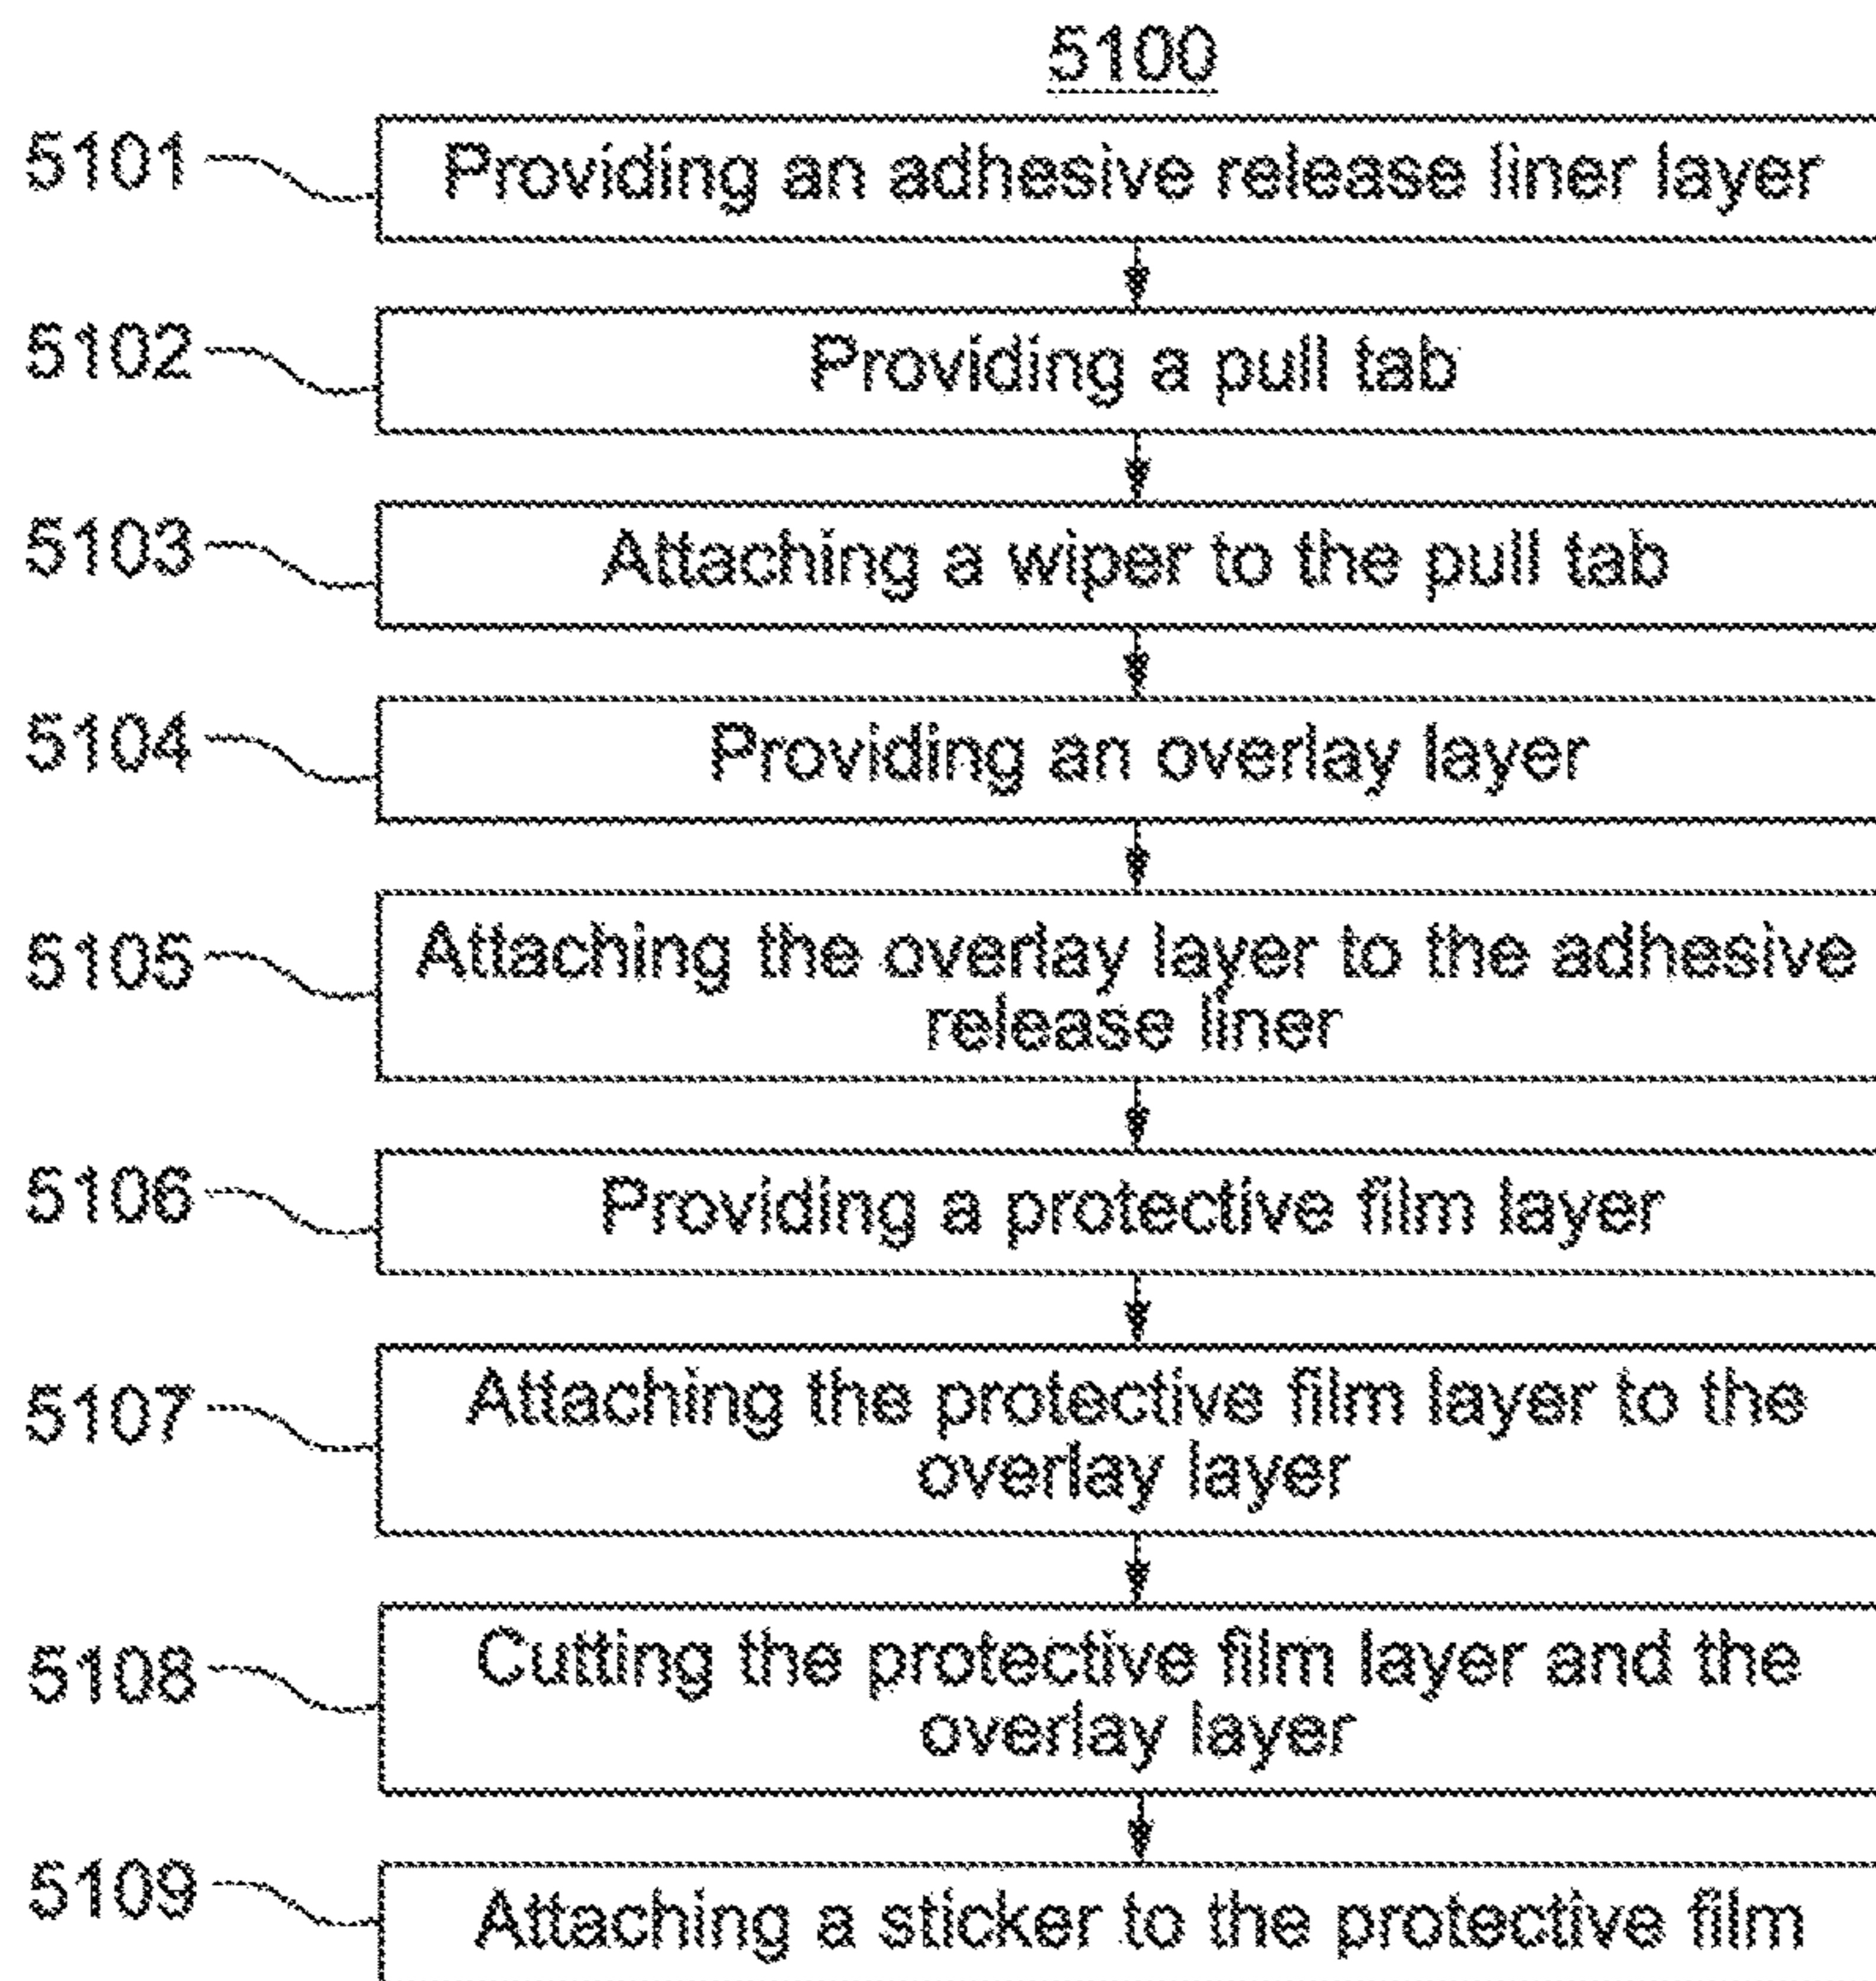 5100
5101 Providing an adhesive release liner layer
5102 Providing a pull tab
5103 Attaching a wiper to the pull tab
5104 Providing an overlay layer
5105 Attaching the overlay layer to the adhesive
release liner
5106 Providing a protective film layer
5107 Attaching the protective film layer to the
overlay layer
5108 Cutting the protective film layer and the
overlay layer
5109 Attaching a sticker to the protective film